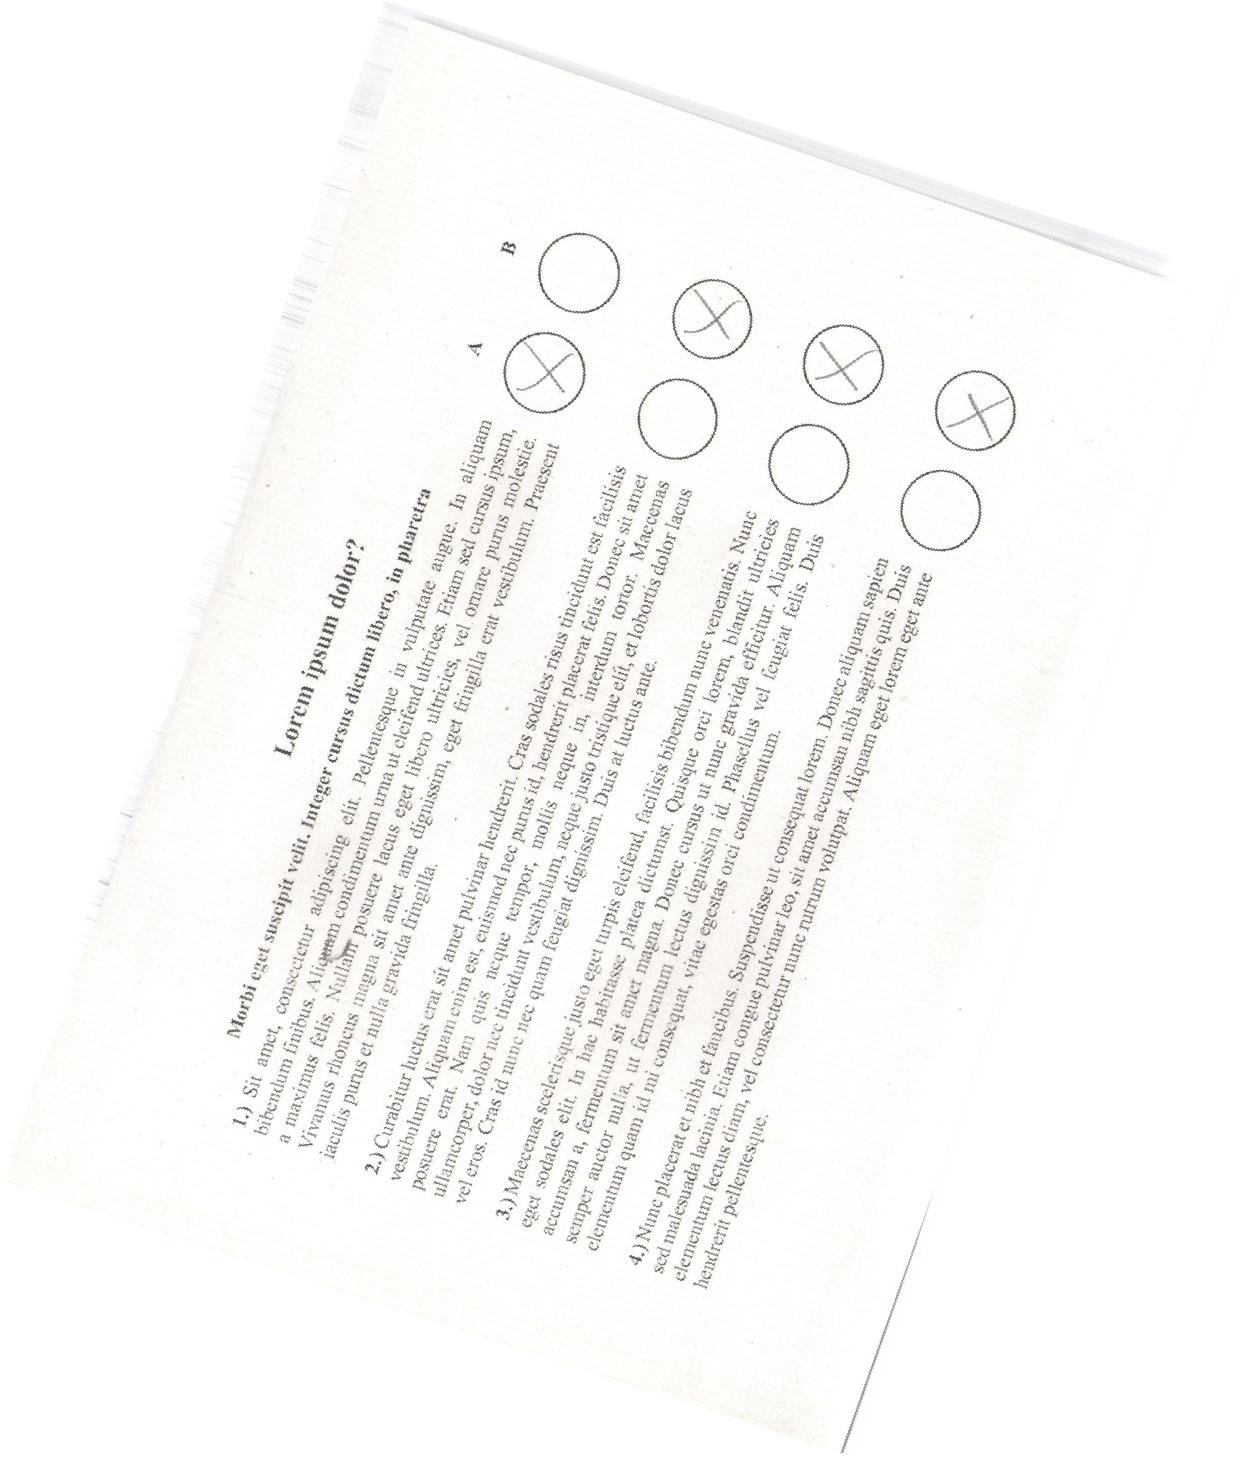 Lorem ipsum dolor?
Morbi eget suscipit velit. Integer cursus dictum libero, in pharetra
A B
1.) Sit amet, consectetur adipiscing elit. Pellentesque in vulputate augue. In aliquam
bibendum finibus. Aliquam condimentum urna ut eleifend ultrices. Etiam sed cursus ipsum,
a maximus felis. Nullam posuere lacus eget libero ultricies, vel ornare purus molestie.
Vivamus rhoncus magna sit amet ante dignissim, eget fringilla erat vestibulum. Praesent
iaculis purus et nulla gravida fringilla.
2.) Curabitur luctus erat sit amet pulvinar hendrerit. Cras sodales risus tincidunt est facilisis
vestibulum. Aliquam enim est, euismod nec purus id, hendrerit placerat felis. Donec sit amet
posuere erat. Nam quis neque tempor, mollis neque in, interdum tortor. Maecenas
ullamcorper, dolor nec tincidunt vestibulum, neque justo tristique elit, et lobortis dolor lacus
vel eros. Cras id nunc nec quam feugiat dignissim. Duis at luctus ante.
3.) Maecenas scelerisque justo eget turpis eleifend, facilisis bibendum nunc venenatis. Nunc
eget sodales elit. In hac habitasse platea dictumst. Quisque orci lorem, blandit ultricies
accumsan a, fermentum sit amet magna. Donec cursus ut nunc gravida efficitur. Aliquam
semper auctor nulla, ut fermentum lectus dignissim id. Phasellus vel feugiat felis. Duis
elementum quam id mi consequat, vitae egestas orci condimentum.
4.) Nunc placerat et nibh et faucibus. Suspendisse ut consequat lorem. Donec aliquam sapien
sed malesuada lacinia. Etiam congue pulvinar leo, sit amet accumsan nibh sagittis quis. Duis
elementum lectus diam, vel consectetur nunc rutrum volutpat. Aliquam eget lorem eget ante
hendrerit pellentesque.